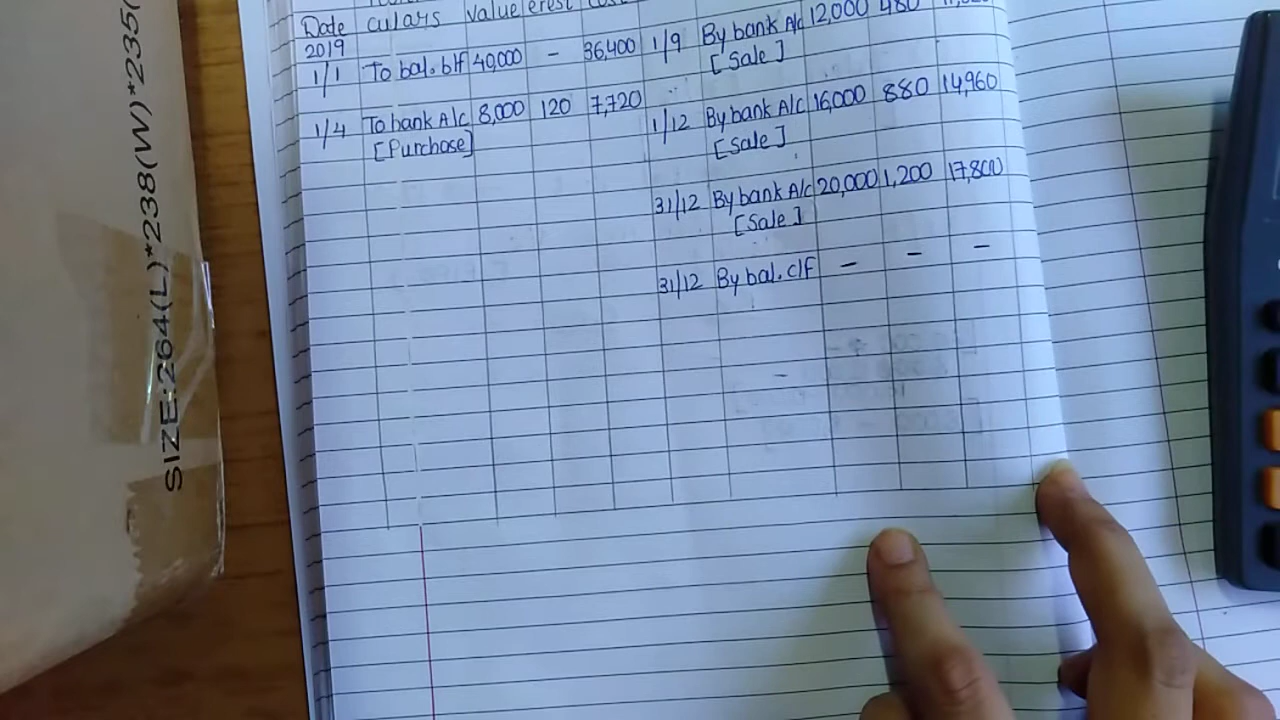 Date culars value erest
2019
1/1 To bal. b/f 40,000 – 36,400 1/9 By bank A/c 12,000 480
[Sale]
1/4 To bank A/c 8,000 120 7,720 1/12 By bank A/c 16,000 880 14,960
[Purchose] [Sale]
31/12 By bank A/c 20,000 1,200 17,800
[Sale]
31/12 By bal. c/f – – –
SIZE:264(L)*238(W)*235(